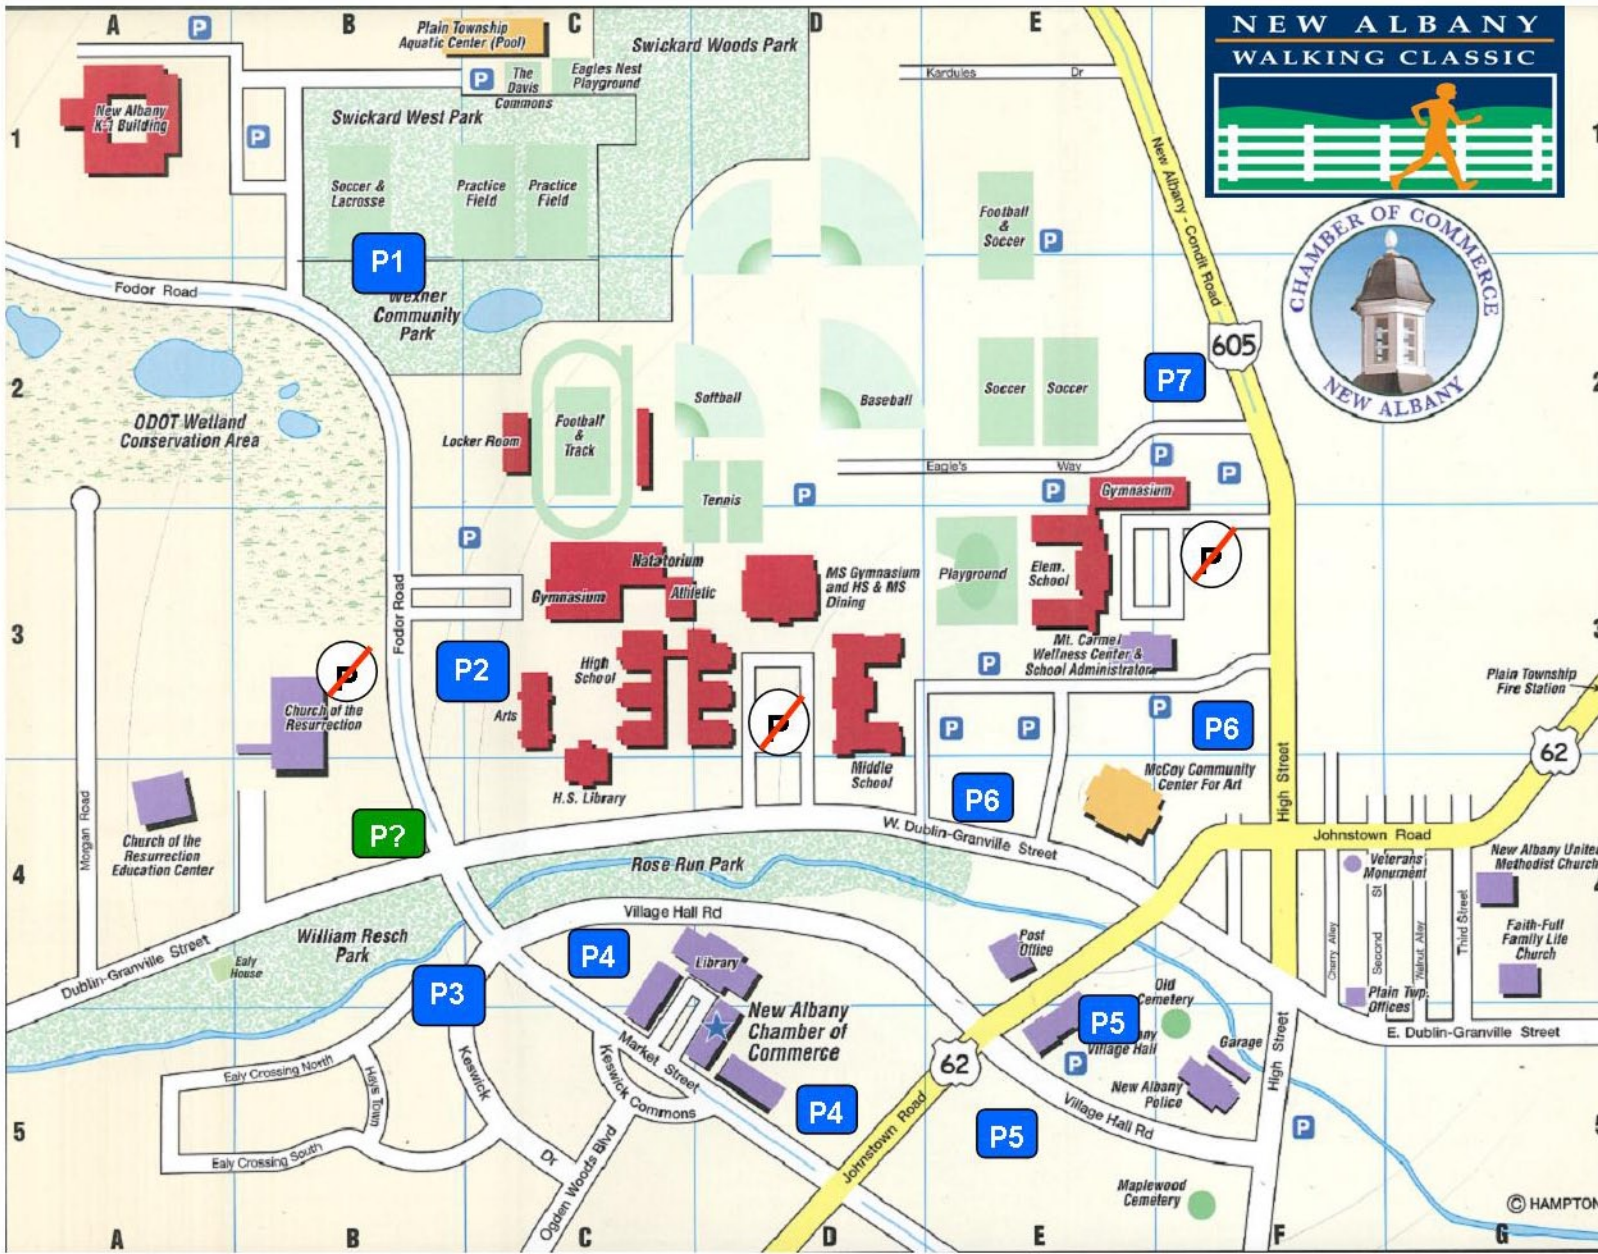 A
P
B
Plain Township
Aquatic Center (Pool)
C
Swickard Woods Park
D
E
NEW ALBANY
WALKING CLASSIC
P
The
Davis
Commons
Eagles Nest
Playground
Kardules Dr
New Albany
K-1 Building
P
Swickard West Park
1
1
Soccer &
Lacrosse
Practice
Field
Practice
Field
Football
&
Soccer
P
New Albany - Condit Road
CHAMBER OF COMMERCE
NEW ALBANY
P1
Wexner
Community
Park
Fodor Road
605
2
2
P7
ODOT Wetland
Conservation Area
Locker Room
Football
&
Track
Softball
Baseball
Soccer
Soccer
Eagle's Way
P
P
P
Gymnasium
Tennis
P
P
Natatorium
Gymnasium
Athletic
MS Gymnasium
and HS & MS
Dining
Playground
Elem.
School
P
Fodor Road
3
3
P
Church of the
Resurrection
P2
High
School
Arts
P
Mt. Carmel
Wellness Center &
School Administrator
P
P
P
P
P6
Plain Township
Fire Station
62
H.S. Library
Middle
School
P6
McCoy Community
Center For Art
High Street
Morgan Road
Church of the
Resurrection
Education Center
P?
W. Dublin-Granville Street
Johnstown Road
4
4
Rose Run Park
Veterans
Monument
New Albany United
Methodist Church
Village Hall Rd
Dublin-Granville Street
Ealy
House
William Resch
Park
P3
P4
Library
Post
Office
Cherry Alley
Second St
Walnut Alley
Third Street
Faith-Full
Family Life
Church
Old
Cemetery
Plain Twp.
Offices
P5
Village Hall
P
New Albany
Chamber of
Commerce
62
Garage
New Albany
Police
High Street
E. Dublin-Granville Street
Ealy Crossing North
Hays Town
Keswick Dr
Keswick Commons
Market Street
P4
P5
Village Hall Rd
P
5
5
Ealy Crossing South
Ogden Woods Blvd
Johnstown Road
Maplewood
Cemetery
© HAMPTON
A
B
C
D
E
F
G